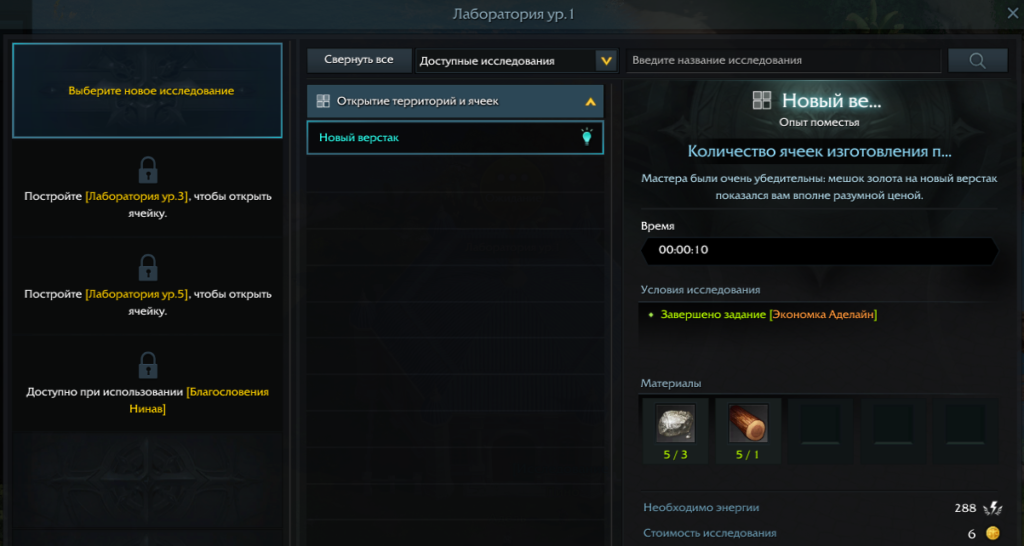 Лаборатория ур.1
Выберите новое исследование
Постройте [Лаборатория ур.3], чтобы открыть
ячейку.
Постройте [Лаборатория ур.5], чтобы открыть
ячейку.
Доступно при использовании [Благословения
Нинав]
Свернуть все
Доступные исследования
Введите название исследования
Открытие территорий и ячеек
Новый верстак
Новый ве...
Опыт поместья
Количество ячеек изготовления п...
Мастера были очень убедительны: мешок золота на новый верстак
показался вам вполне разумной ценой.
Время
00:00:10
Условия исследования
Завершено задание [Экономка Аделайн]
Материалы
5 / 3
5 / 1
Необходимо энергии
288
Стоимость исследования
6